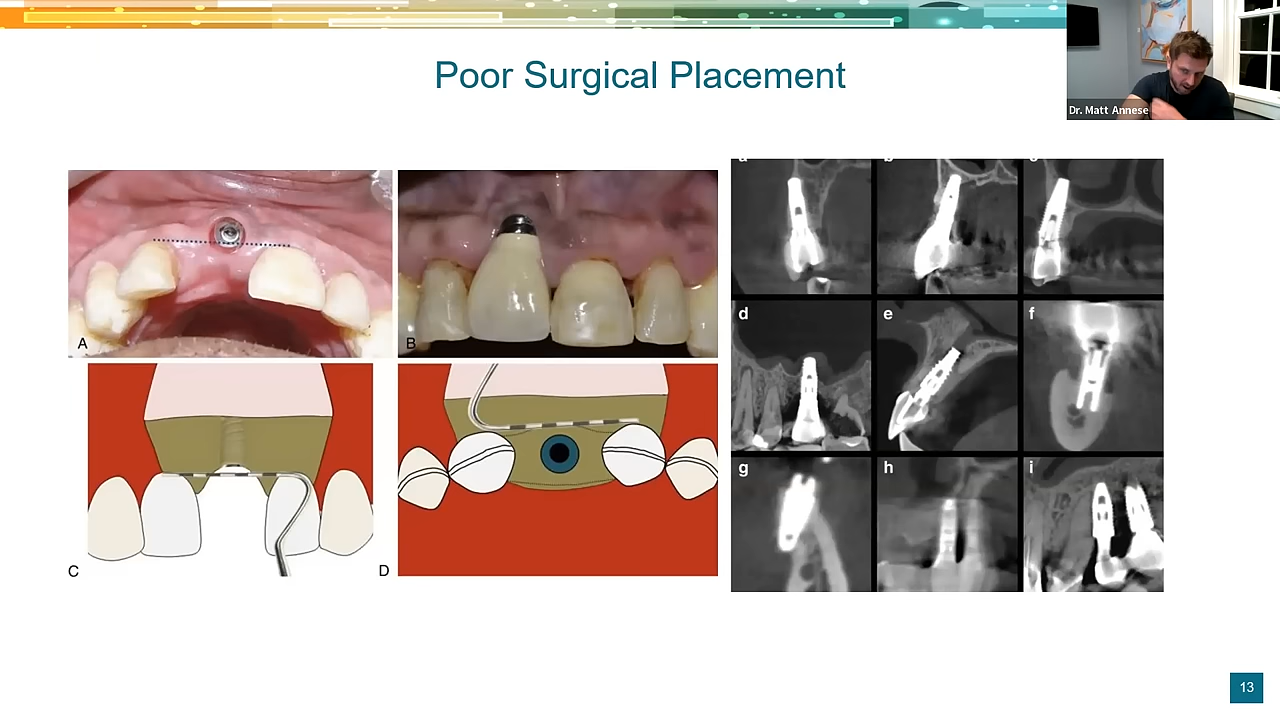 Poor Surgical Placement
Dr. Matt Annese
A
B
C
D
a
b
c
d
e
f
g
h
i
13